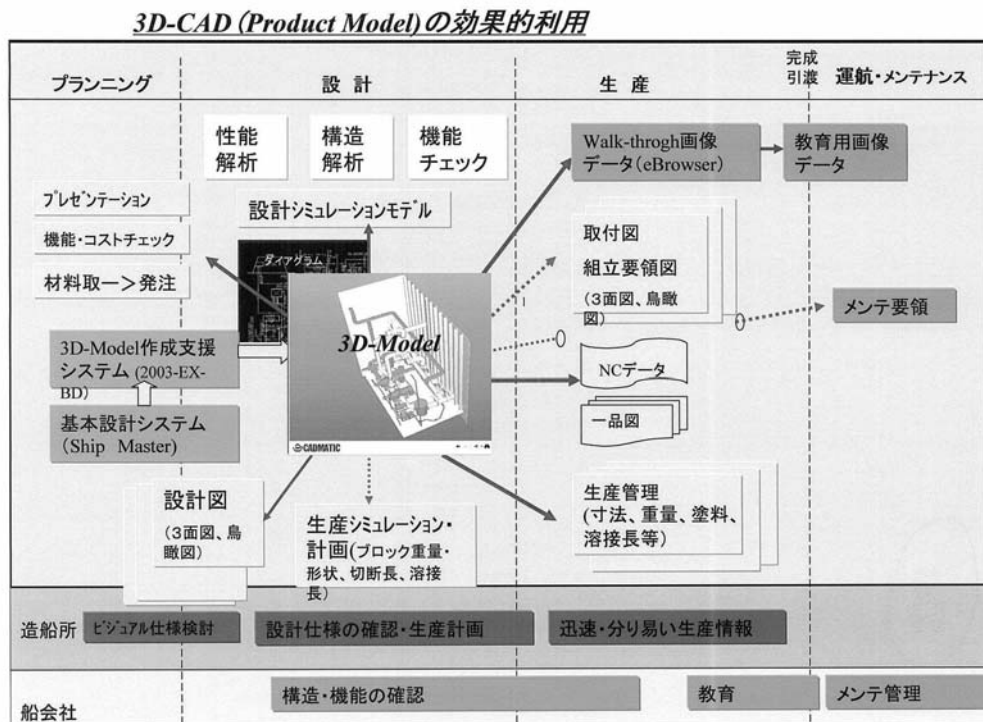 3D-CAD (Product Model)の効果的利用
プランニング
設 計
生 産
完成
引渡
運航・メンテナンス
性能
解析
構造
解析
機能
チェック
Walk-throgh画像
データ(eBrowser)
教育用画像
データ
プレゼンテーション
機能・コストチェック
材料取ー>発注
設計シミュレーションモデル
ダイアグラム
3D-Model
CADMATIC
取付図
組立要領図
(3面図、鳥瞰
図)
メンテ要領
3D-Model作成支援
システム (2003-EX-
BD)
基本設計システム
(Ship Master)
NCデータ
一品図
設計図
(3面図、鳥
瞰図)
生産シミュレーション・
計画(ブロック重量・
形状、切断長、溶接
長)
生産管理
(寸法、重量、塗料、
溶接長等)
造船所
ビジュアル仕様検討
設計仕様の確認・生産計画
迅速・分り易い生産情報
船会社
構造・機能の確認
教育
メンテ管理